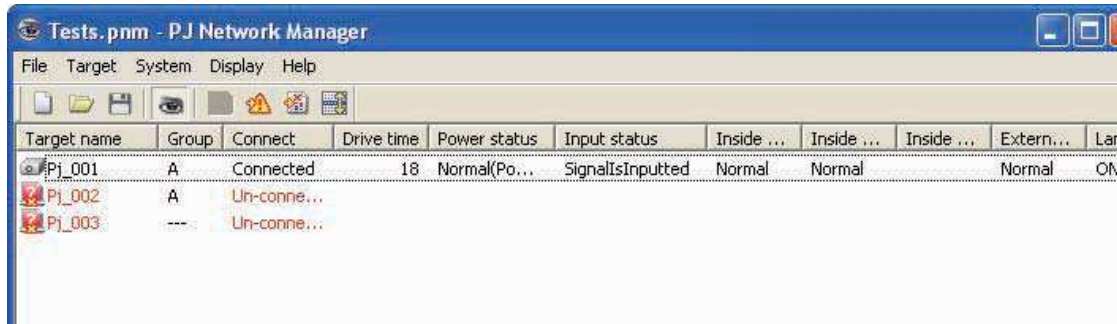 Tests.pnm - PJ Network Manager
File Target System Display Help
Target name Group Connect Drive time Power status Input status Inside ... Inside ... Inside ... Extern...
Pj_001 A Connected 18 Normal(Po... SignalIsInputted Normal Normal Normal
Pj_002 A Un-conne...
Pj_003 --- Un-conne...